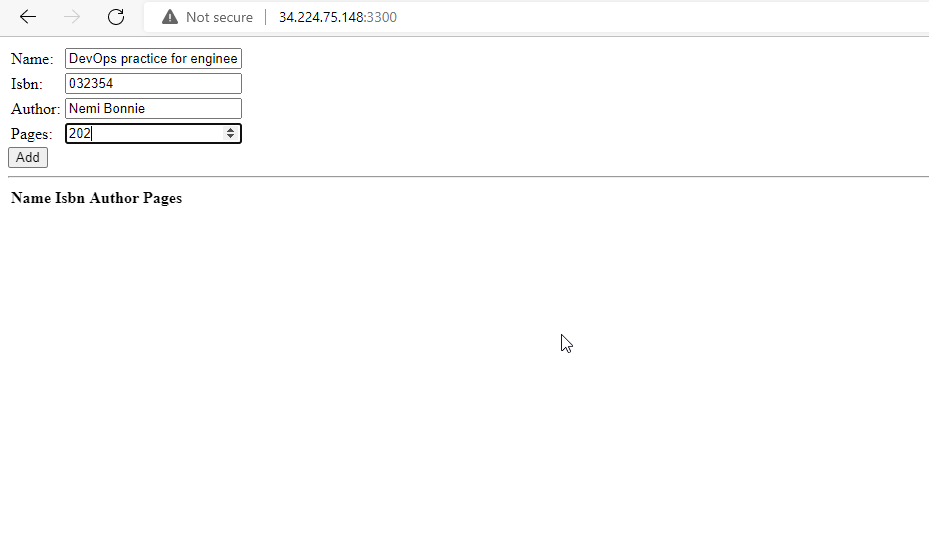 Not secure 34.224.75.148:3300
Name: DevOps practice for enginee
Isbn: 032354
Author: Nemi Bonnie
Pages: 202
Add
Name Isbn Author Pages